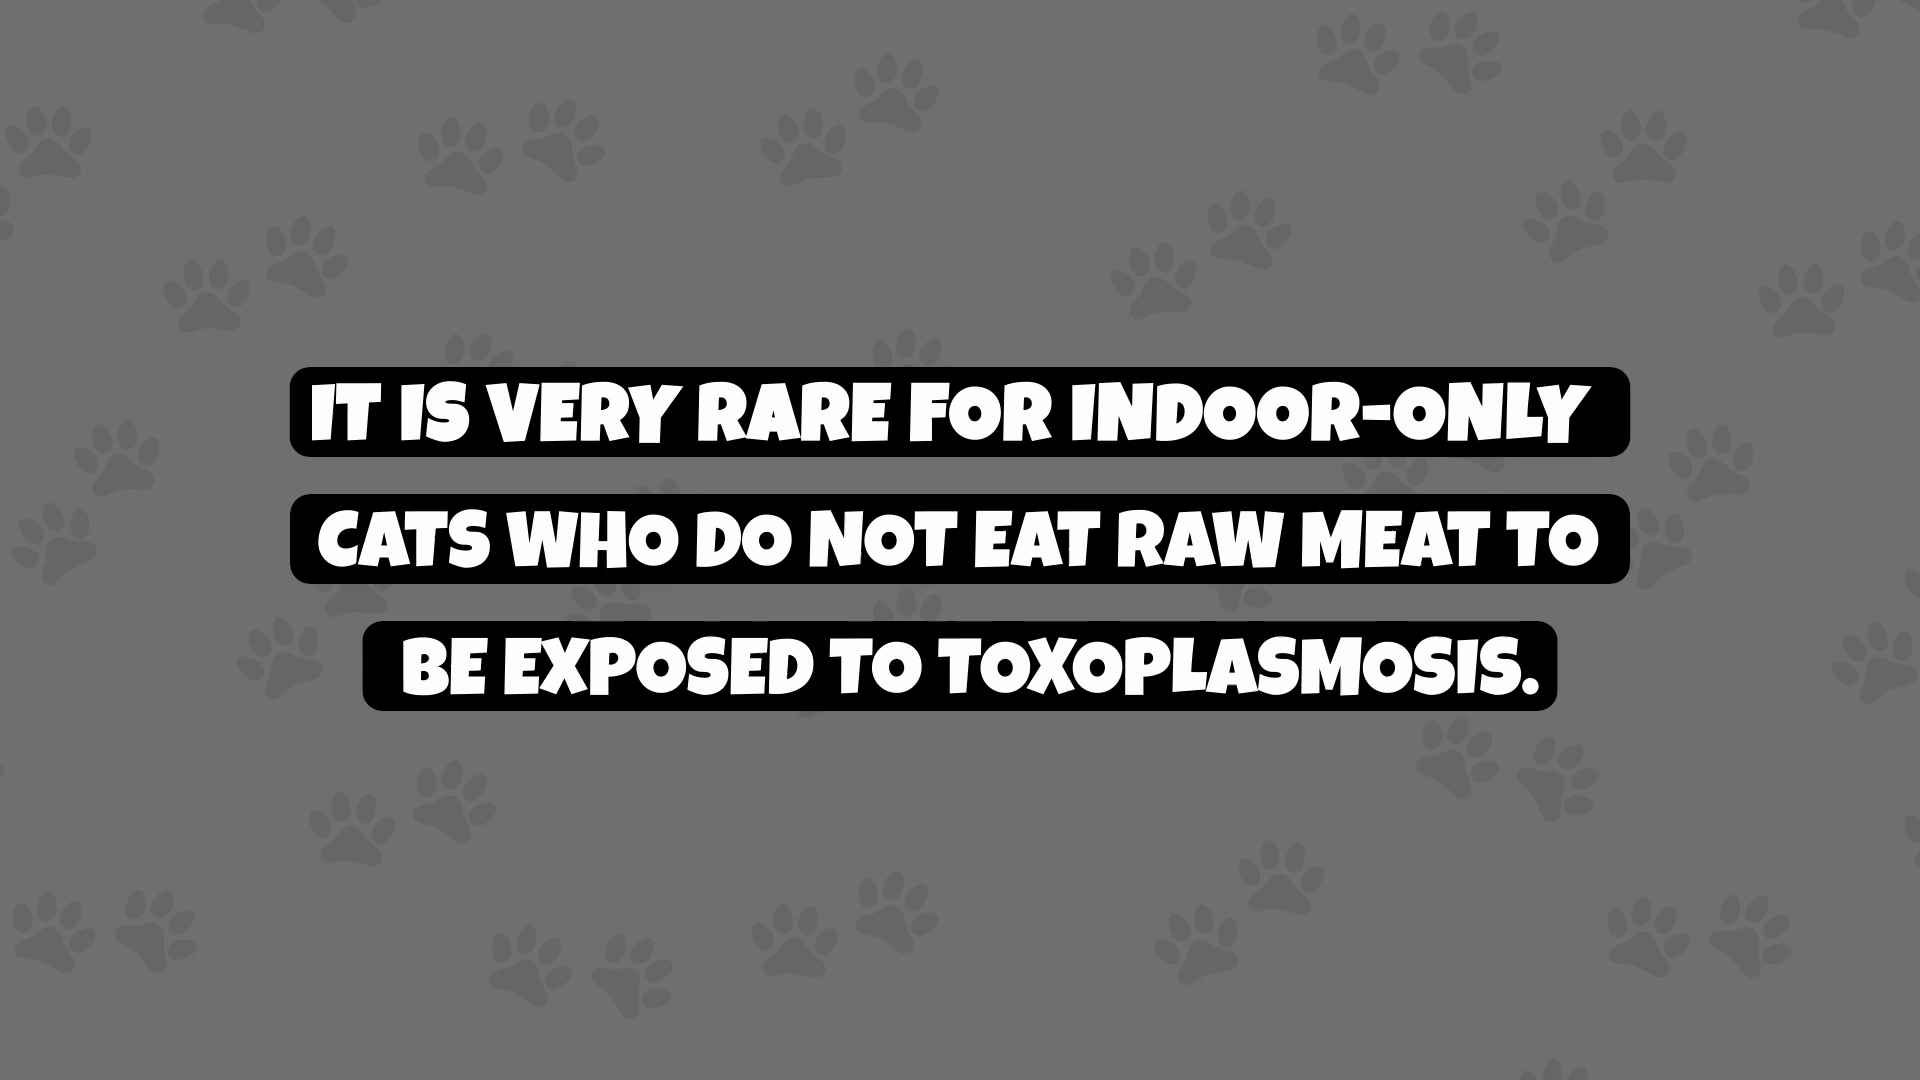 IT IS VERY RARE FOR INDOOR-ONLY
CATS WHO DO NOT EAT RAW MEAT TO
BE EXPOSED TO TOXOPLASMOSIS.